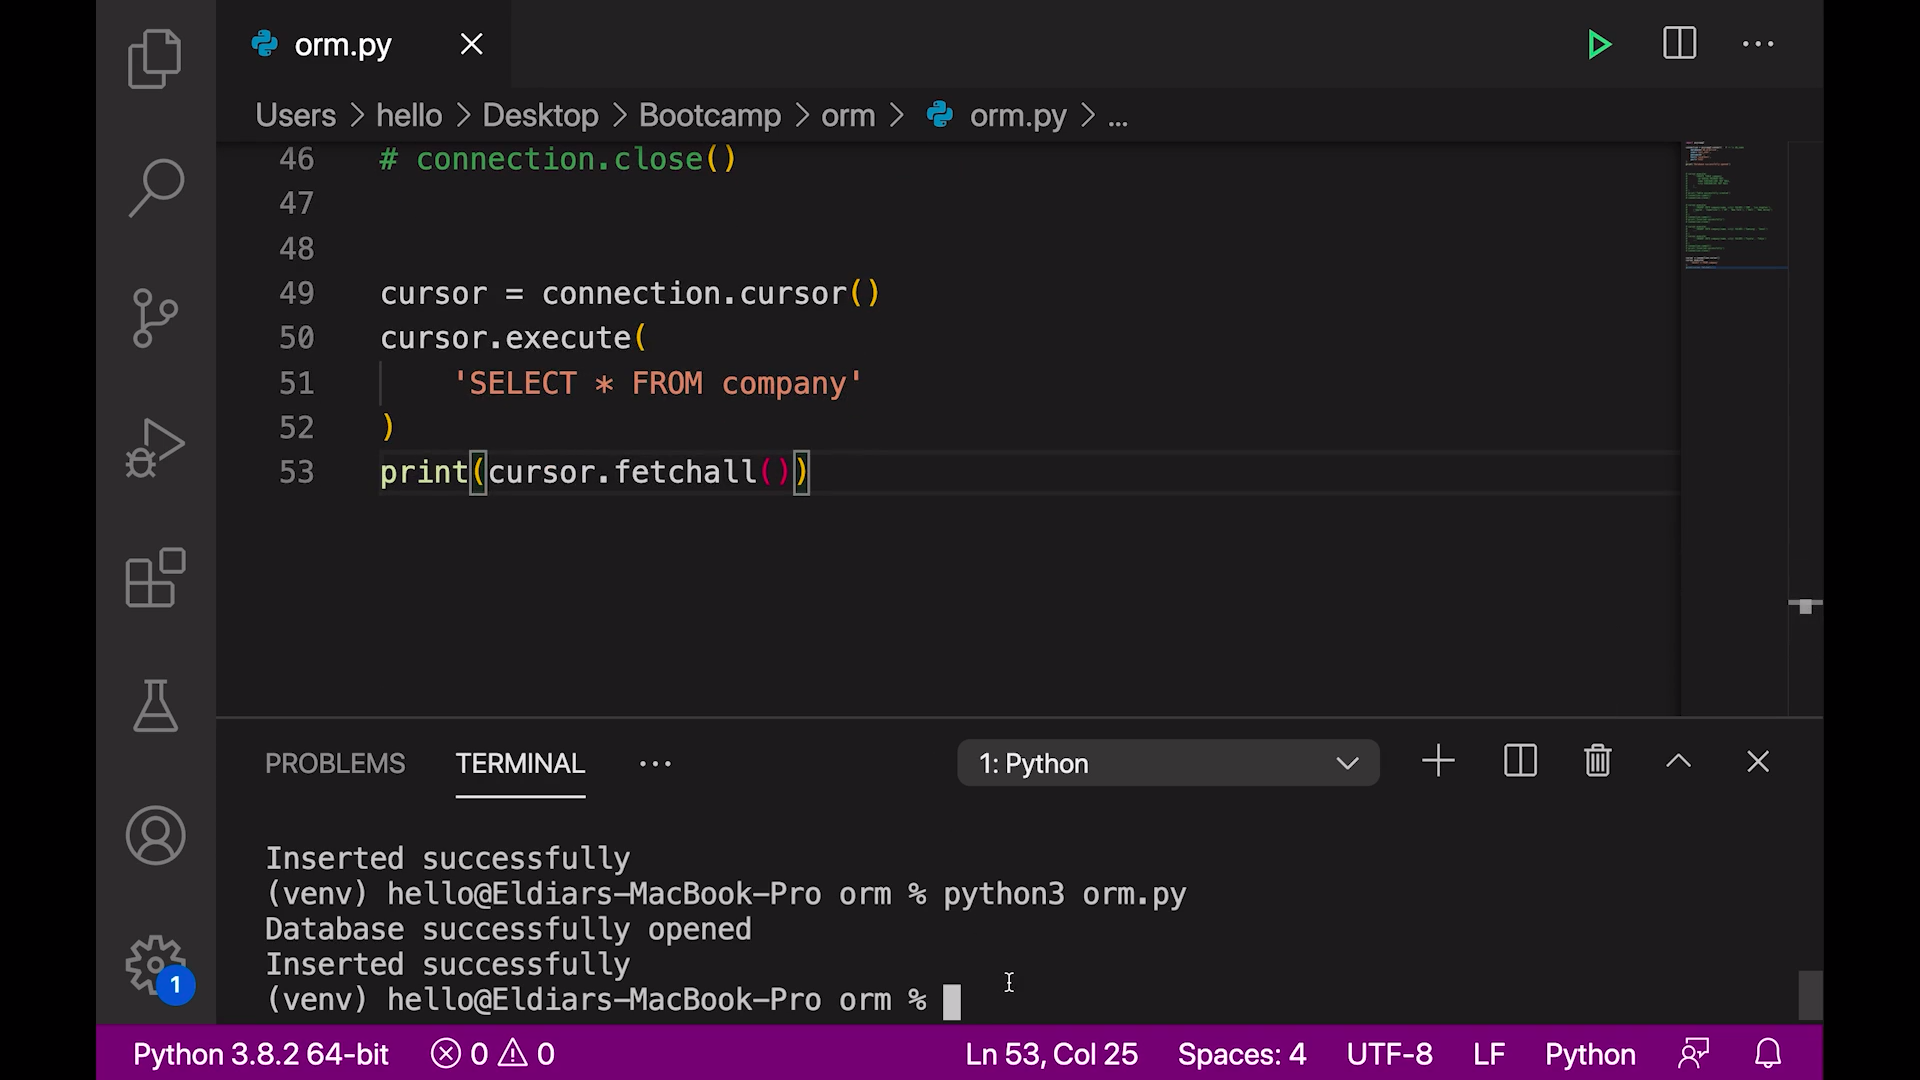 orm.py
Users > hello > Desktop > Bootcamp > orm > orm.py > ...
46 # connection.close()
47
48
49 cursor = connection.cursor()
50 cursor.execute(
51 'SELECT * FROM company'
52 )
53 print(cursor.fetchall())
PROBLEMS TERMINAL ... 1: Python
Inserted successfully
(venv) hello@Eldiars-MacBook-Pro orm % python3 orm.py
Database successfully opened
Inserted successfully
(venv) hello@Eldiars-MacBook-Pro orm %
1
Python 3.8.2 64-bit 0 0 Ln 53, Col 25 Spaces: 4 UTF-8 LF Python